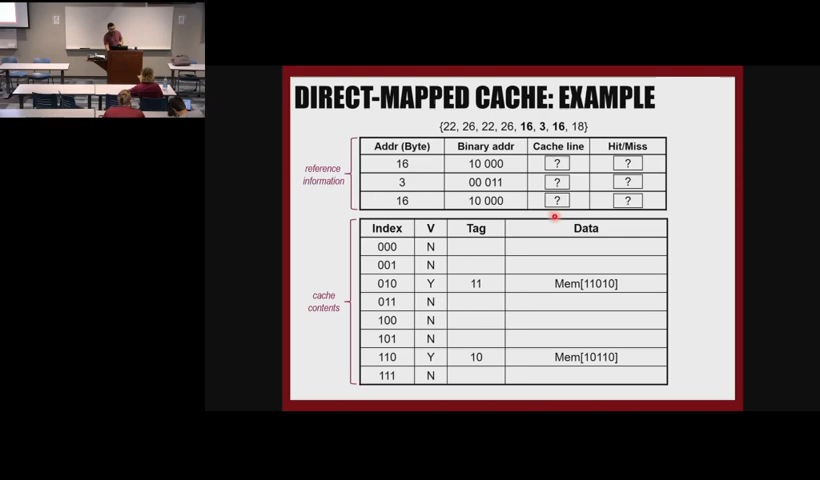 DIRECT-MAPPED CACHE: EXAMPLE
{22, 26, 22, 26, 16, 3, 16, 18}
reference information
Addr (Byte) Binary addr Cache line Hit/Miss
16 10 000 ? ?
3 00 011 ? ?
16 10 000 ? ?
cache contents
Index V Tag Data
000 N
001 N
010 Y 11 Mem[11010]
011 N
100 N
101 N
110 Y 10 Mem[10110]
111 N